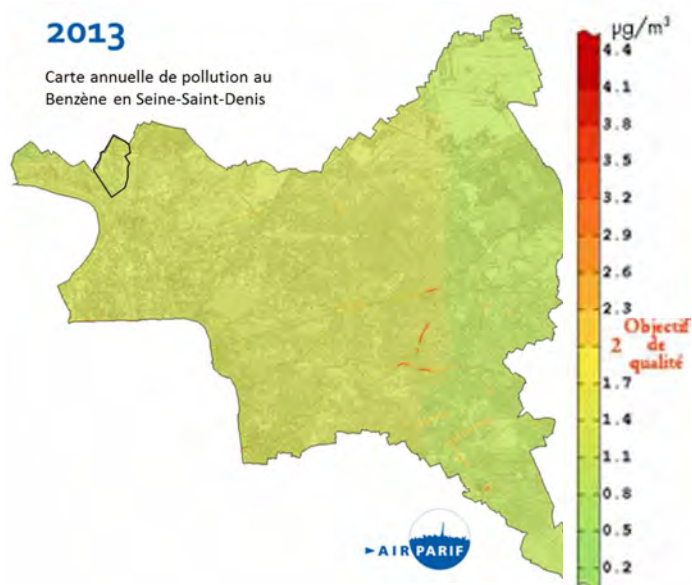 2013
Carte annuelle de pollution au
Benzène en Seine-Saint-Denis
µg/m³
4.4
4.1
3.8
3.5
3.2
2.9
2.6
2.3
2 Objectif
de
qualité
1.7
1.4
1.1
0.8
0.5
0.2
AIRPARIF